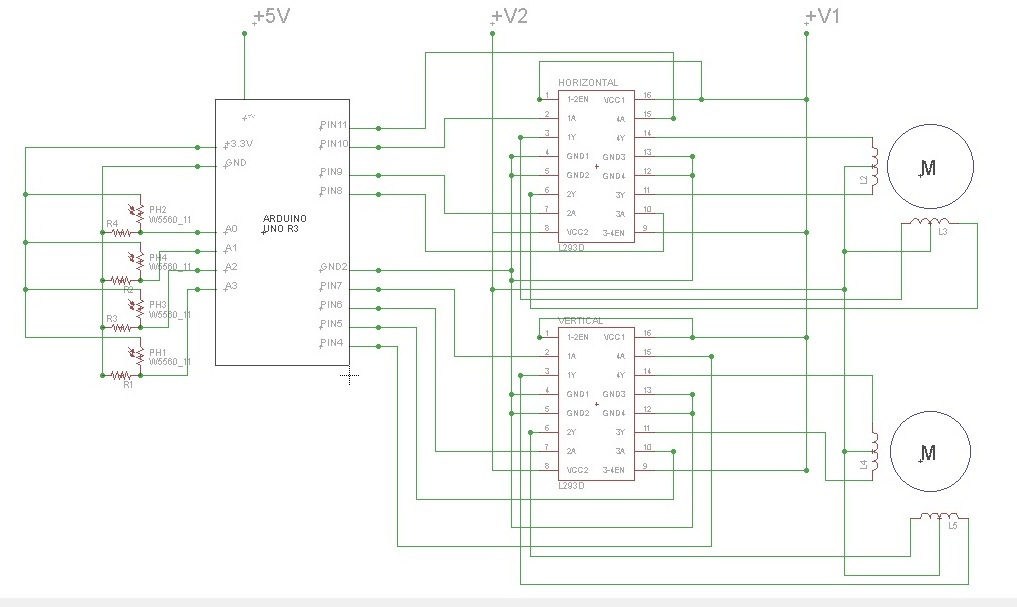 +5V
+V2
+V1
+5V
+3.3V
GND
A0
A1
A2
A3
ARDUINO
UNO R3
PIN11
PIN10
PIN9
PIN8
GND2
PIN7
PIN6
PIN5
PIN4
R4
PH2
W5560_11
PH4
W5560_11
R2
R3
PH3
W5560_11
PH1
W5560_11
R1
HORIZONTAL
1 1-2EN VCC1 16
2 1A 4A 15
3 1Y 4Y 14
4 GND1 GND3 13
5 GND2 GND4 12
6 2Y 3Y 11
7 2A 3A 10
8 VCC2 3-4EN 9
L293D
L2
M
L3
VERTICAL
1 1-2EN VCC1 16
2 1A 4A 15
3 1Y 4Y 14
4 GND1 GND3 13
5 GND2 GND4 12
6 2Y 3Y 11
7 2A 3A 10
8 VCC2 3-4EN 9
L293D
L4
M
L5